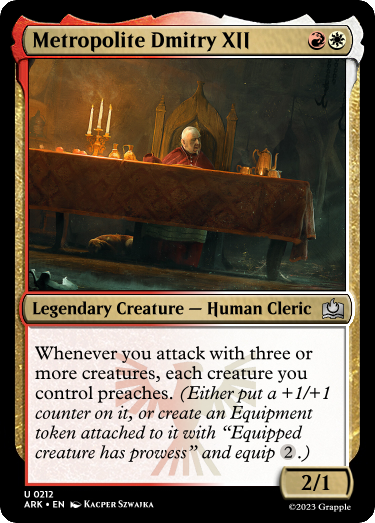 Metropolite Dmitry XII
Legendary Creature — Human Cleric
Whenever you attack with three or
more creatures, each creature you
control preaches. (Either put a +1/+1
counter on it, or create an Equipment
token attached to it with “Equipped
creature has prowess” and equip 2.)
2/1
U 0212
ARK • EN Kacper Szwajka
©2023 Grapple